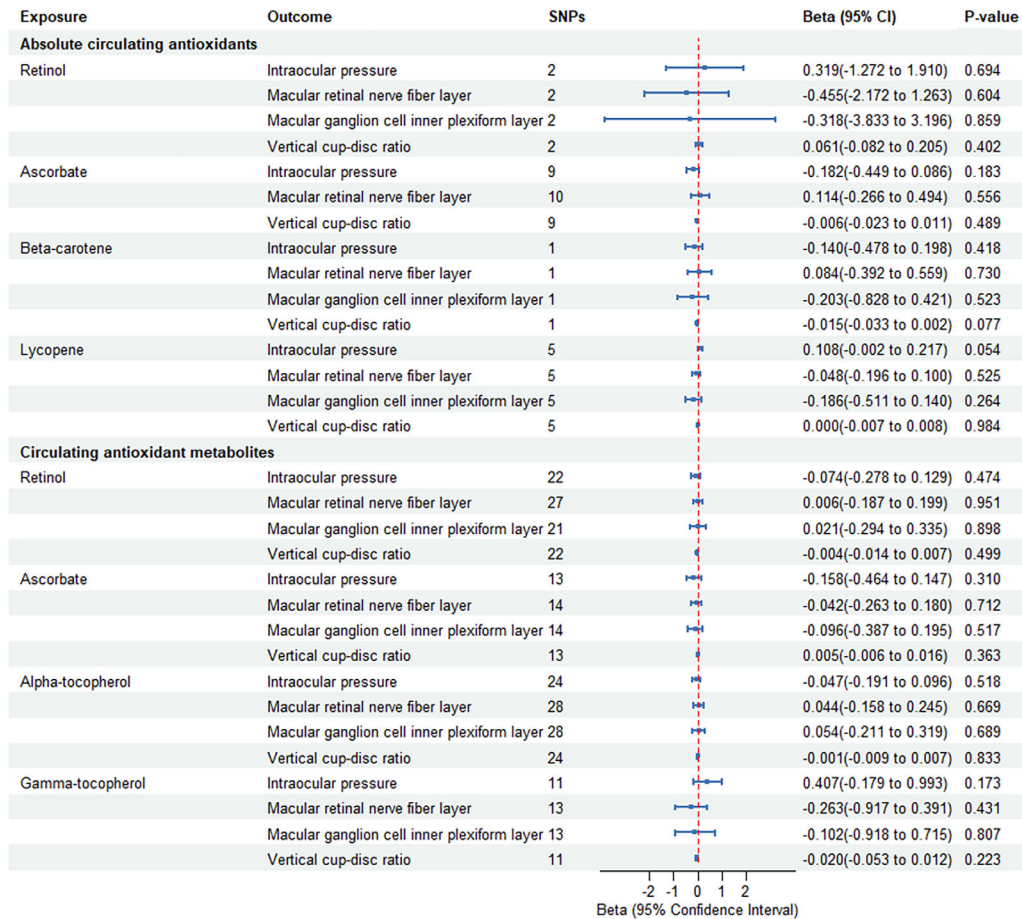 Exposure Outcome SNPs Beta (95% CI) P-value
Absolute circulating antioxidants
Retinol Intraocular pressure 2 0.319(-1.272 to 1.910) 0.694
Macular retinal nerve fiber layer 2 -0.455(-2.172 to 1.263) 0.604
Macular ganglion cell inner plexiform layer 2 -0.318(-3.833 to 3.196) 0.859
Vertical cup-disc ratio 2 0.061(-0.082 to 0.205) 0.402
Ascorbate Intraocular pressure 9 -0.182(-0.449 to 0.086) 0.183
Macular retinal nerve fiber layer 10 0.114(-0.266 to 0.494) 0.556
Vertical cup-disc ratio 9 -0.006(-0.023 to 0.011) 0.489
Beta-carotene Intraocular pressure 1 -0.140(-0.478 to 0.198) 0.418
Macular retinal nerve fiber layer 1 0.084(-0.392 to 0.559) 0.730
Macular ganglion cell inner plexiform layer 1 -0.203(-0.828 to 0.421) 0.523
Vertical cup-disc ratio 1 -0.015(-0.033 to 0.002) 0.077
Lycopene Intraocular pressure 5 0.108(-0.002 to 0.217) 0.054
Macular retinal nerve fiber layer 5 -0.048(-0.196 to 0.100) 0.525
Macular ganglion cell inner plexiform layer 5 -0.186(-0.511 to 0.140) 0.264
Vertical cup-disc ratio 5 0.000(-0.007 to 0.008) 0.984
Circulating antioxidant metabolites
Retinol Intraocular pressure 22 -0.074(-0.278 to 0.129) 0.474
Macular retinal nerve fiber layer 27 0.006(-0.187 to 0.199) 0.951
Macular ganglion cell inner plexiform layer 21 0.021(-0.294 to 0.335) 0.898
Vertical cup-disc ratio 22 -0.004(-0.014 to 0.007) 0.499
Ascorbate Intraocular pressure 13 -0.158(-0.464 to 0.147) 0.310
Macular retinal nerve fiber layer 14 -0.042(-0.263 to 0.180) 0.712
Macular ganglion cell inner plexiform layer 14 -0.096(-0.387 to 0.195) 0.517
Vertical cup-disc ratio 13 0.005(-0.006 to 0.016) 0.363
Alpha-tocopherol Intraocular pressure 24 -0.047(-0.191 to 0.096) 0.518
Macular retinal nerve fiber layer 28 0.044(-0.158 to 0.245) 0.669
Macular ganglion cell inner plexiform layer 28 0.054(-0.211 to 0.319) 0.689
Vertical cup-disc ratio 24 -0.001(-0.009 to 0.007) 0.833
Gamma-tocopherol Intraocular pressure 11 0.407(-0.179 to 0.993) 0.173
Macular retinal nerve fiber layer 13 -0.263(-0.917 to 0.391) 0.431
Macular ganglion cell inner plexiform layer 13 -0.102(-0.918 to 0.715) 0.807
Vertical cup-disc ratio 11 -0.020(-0.053 to 0.012) 0.223
-2 -1 0 1 2
Beta (95% Confidence Interval)